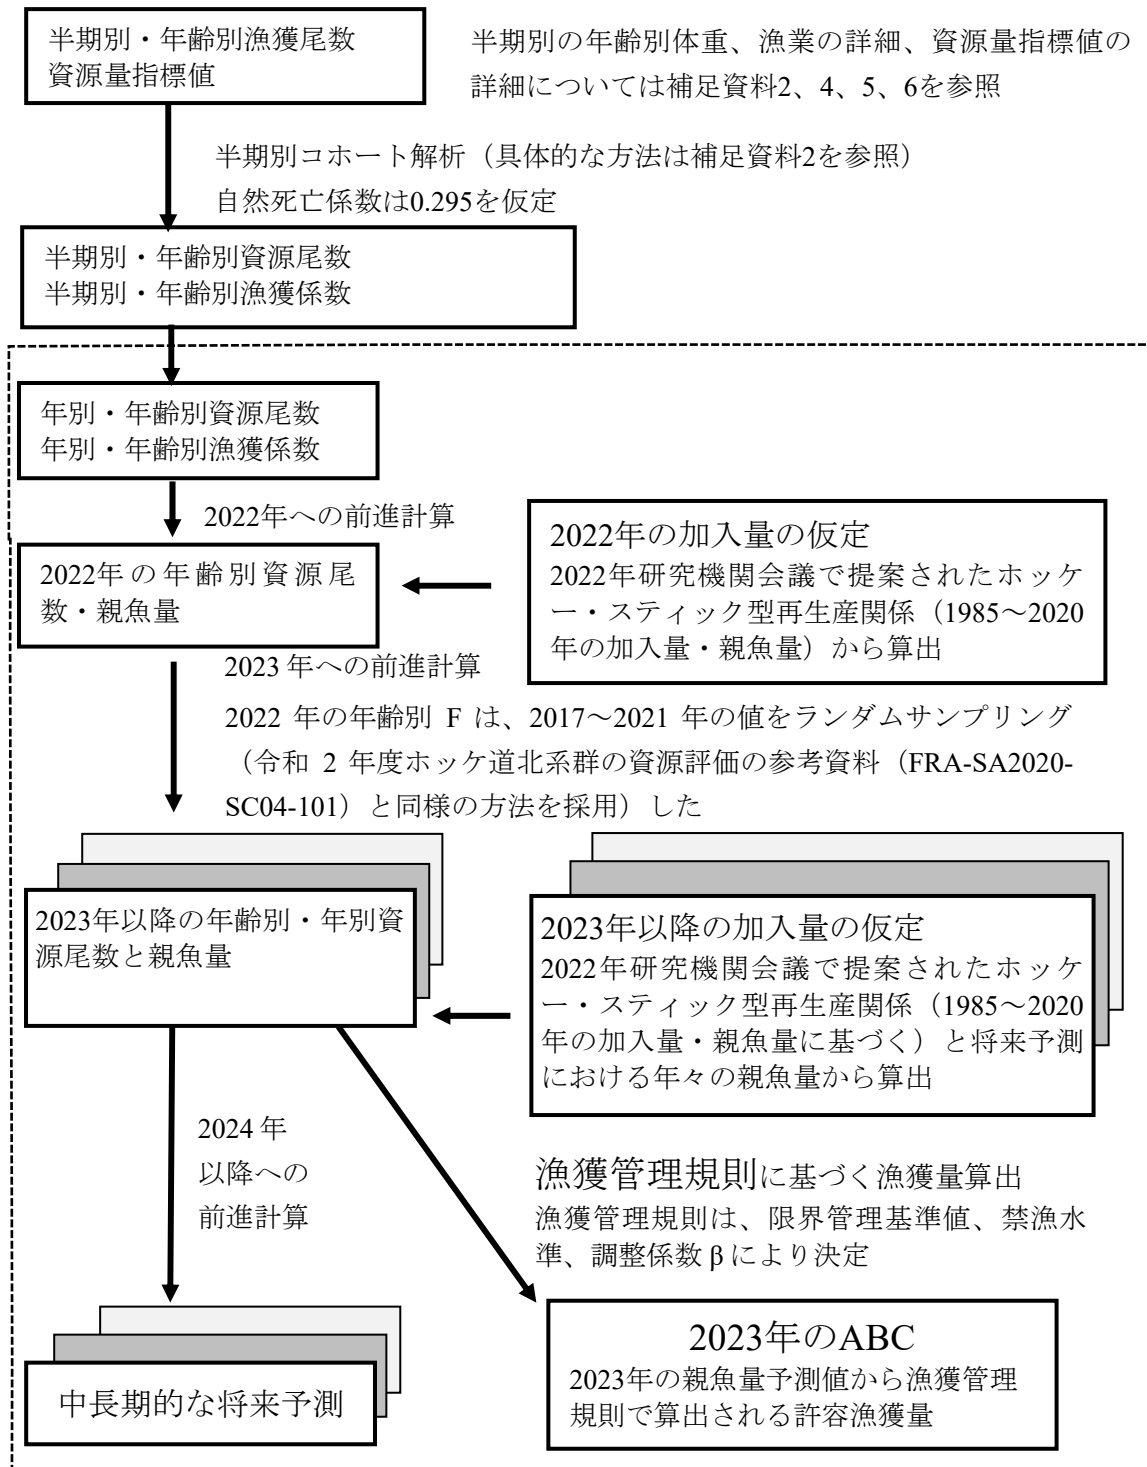 半期別・年齢別漁獲尾数
資源量指標値
半期別の年齢別体重、漁業の詳細、資源量指標値の
詳細については補足資料2、4、5、6を参照
半期別コホート解析（具体的な方法は補足資料2を参照）
自然死亡係数は0.295を仮定
半期別・年齢別資源尾数
半期別・年齢別漁獲係数
年別・年齢別資源尾数
年別・年齢別漁獲係数
2022年への前進計算
2022年の年齢別資源尾
数・親魚量
2022年の加入量の仮定
2022年研究機関会議で提案されたホッケ
ー・スティック型再生産関係（1985～2020
年の加入量・親魚量）から算出
2023 年への前進計算
2022 年の年齢別 F は、2017～2021 年の値をランダムサンプリング
（令和 2 年度ホッケ道北系群の資源評価の参考資料（FRA-SA2020-
SC04-101）と同様の方法を採用）した
2023年以降の年齢別・年別資
源尾数と親魚量
2023年以降の加入量の仮定
2022年研究機関会議で提案されたホッケ
ー・スティック型再生産関係（1985～2020
年の加入量・親魚量に基づく）と将来予測
における年々の親魚量から算出
2024 年
以降への
前進計算
漁獲管理規則に基づく漁獲量算出
漁獲管理規則は、限界管理基準値、禁漁水
準、調整係数 β により決定
中長期的な将来予測
2023年のABC
2023年の親魚量予測値から漁獲管理
規則で算出される許容漁獲量